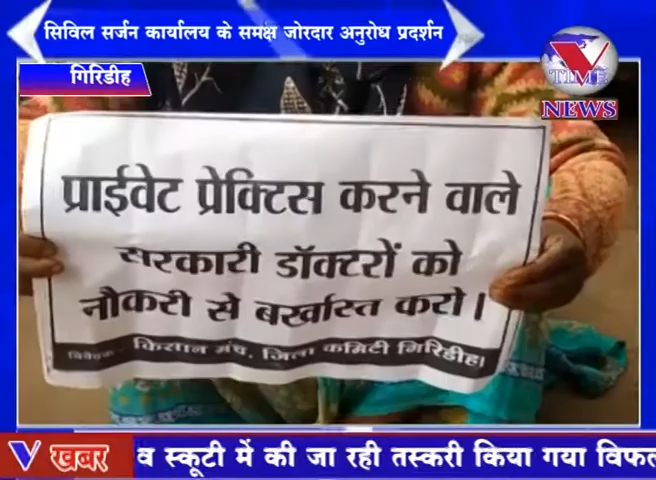 सिविल सर्जन कार्यालय के समक्ष जोरदार अनुरोध प्रदर्शन
गिरिडीह
V TIME
NEWS
प्राईवेट प्रेक्टिस करने वाले
सरकारी डॉक्टरों को
नौकरी से बर्खास्त करो।
निवेदक- किसान मंच, जिला कमिटी गिरिडीह।
V खबर व स्कूटी में की जा रही तस्करी किया गया विफल